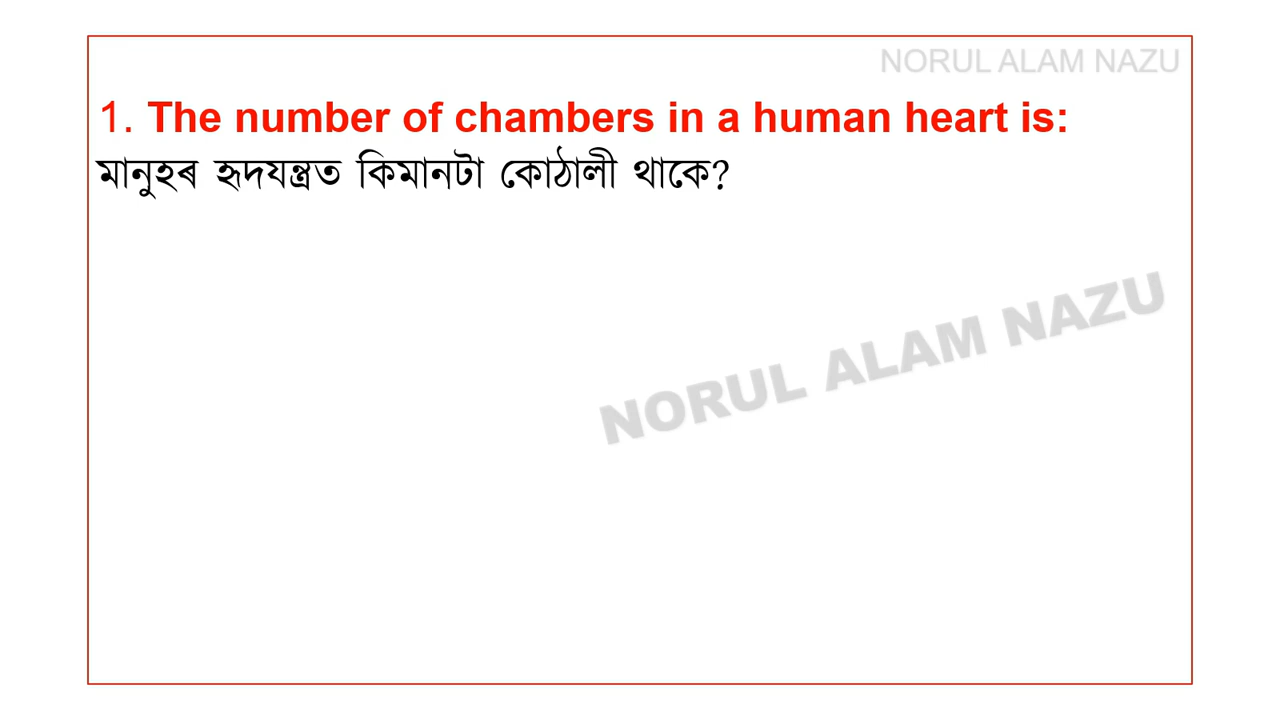 NORUL ALAM NAZU
1. The number of chambers in a human heart is:
মানুহৰ হৃদযন্ত্ৰত কিমানটা কোঠালী থাকে?
NORUL ALAM NAZU